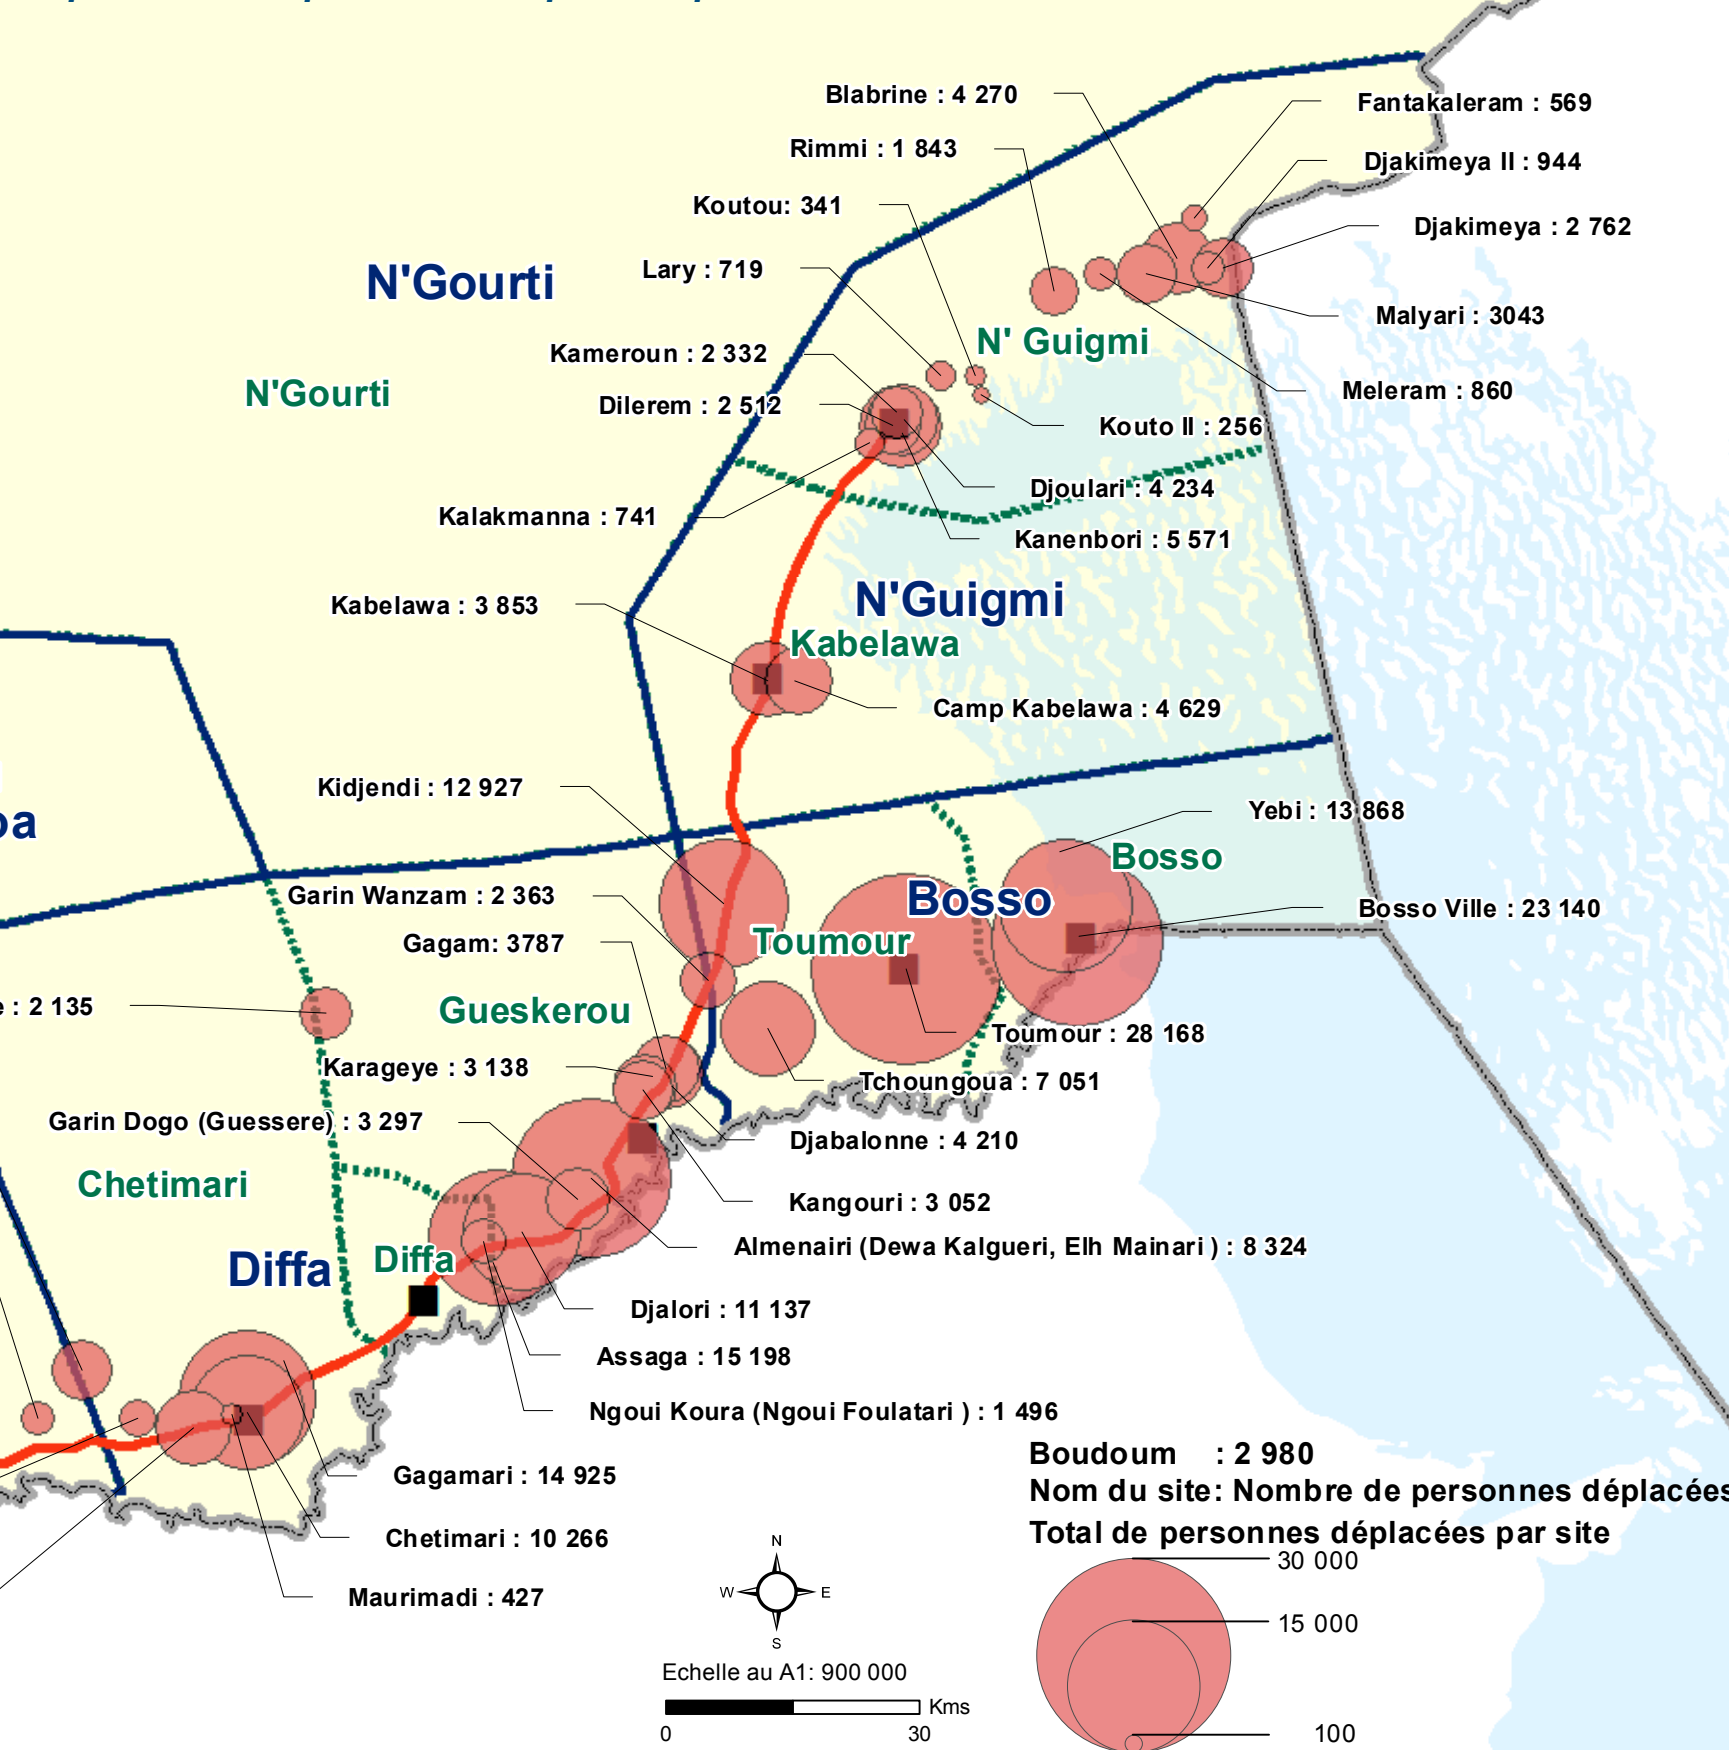 Blabrine : 4 270
Fantakaleram : 569
Rimmi : 1 843
Djakimeya II : 944
Koutou: 341
Djakimeya : 2 762
Lary : 719
N'Gourti
Malyari : 3043
N' Guigmi
Kameroun : 2 332
N'Gourti
Meleram : 860
Dilerem : 2 512
Kouto II : 256
Djoulari : 4 234
Kalakmanna : 741
Kanenbori : 5 571
N'Guigmi
Kabelawa : 3 853
Kabelawa
Camp Kabelawa : 4 629
Kidjendi : 12 927
Yebi : 13 868
oa
Bosso
Garin Wanzam : 2 363
Bosso
Bosso Ville : 23 140
Gagam: 3787
Toumour
e : 2 135
Gueskerou
Toumour : 28 168
Karageye : 3 138
Tchoungoua : 7 051
Garin Dogo (Guessere) : 3 297
Djabalonne : 4 210
Chetimari
Kangouri : 3 052
Almenairi (Dewa Kalgueri, Elh Mainari ) : 8 324
Diffa
Diffa
Djalori : 11 137
Assaga : 15 198
Ngoui Koura (Ngoui Foulatari ) : 1 496
Gagamari : 14 925
Chetimari : 10 266
Maurimadi : 427
Boudoum : 2 980
Nom du site: Nombre de personnes déplacées
Total de personnes déplacées par site
30 000
15 000
100
N
W E
S
Echelle au A1: 900 000
Kms
0 30